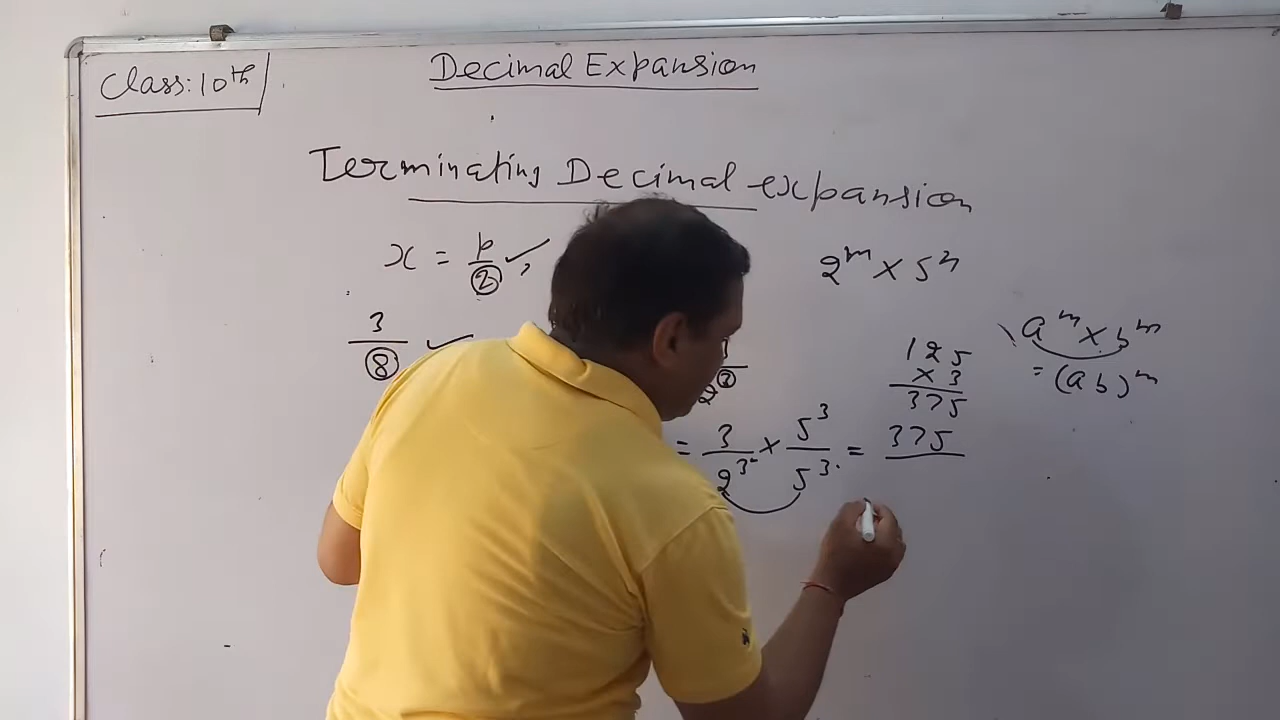 Class: 10th
Decimal Expansion
Terminating Decimal expansion
x = p/2 ✓,
2^m × 5^n
3/8 ✓
125
× 3
375
a^m × b^m
= (ab)^m
= 3/2^3 × 5^3/5^3 = 375